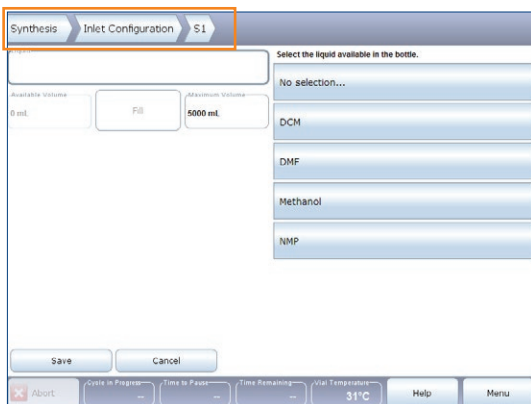 Synthesis Inlet Configuration S1
Select the liquid available in the bottle.
Available Volume
0 mL
Fill
Maximum Volume
5000 mL
No selection...
DCM
DMF
Methanol
NMP
Save Cancel
Abort
Cycle in Progress
--
Time to Pause
--
Time Remaining
--
Vial Temperature
31°C
Help Menu